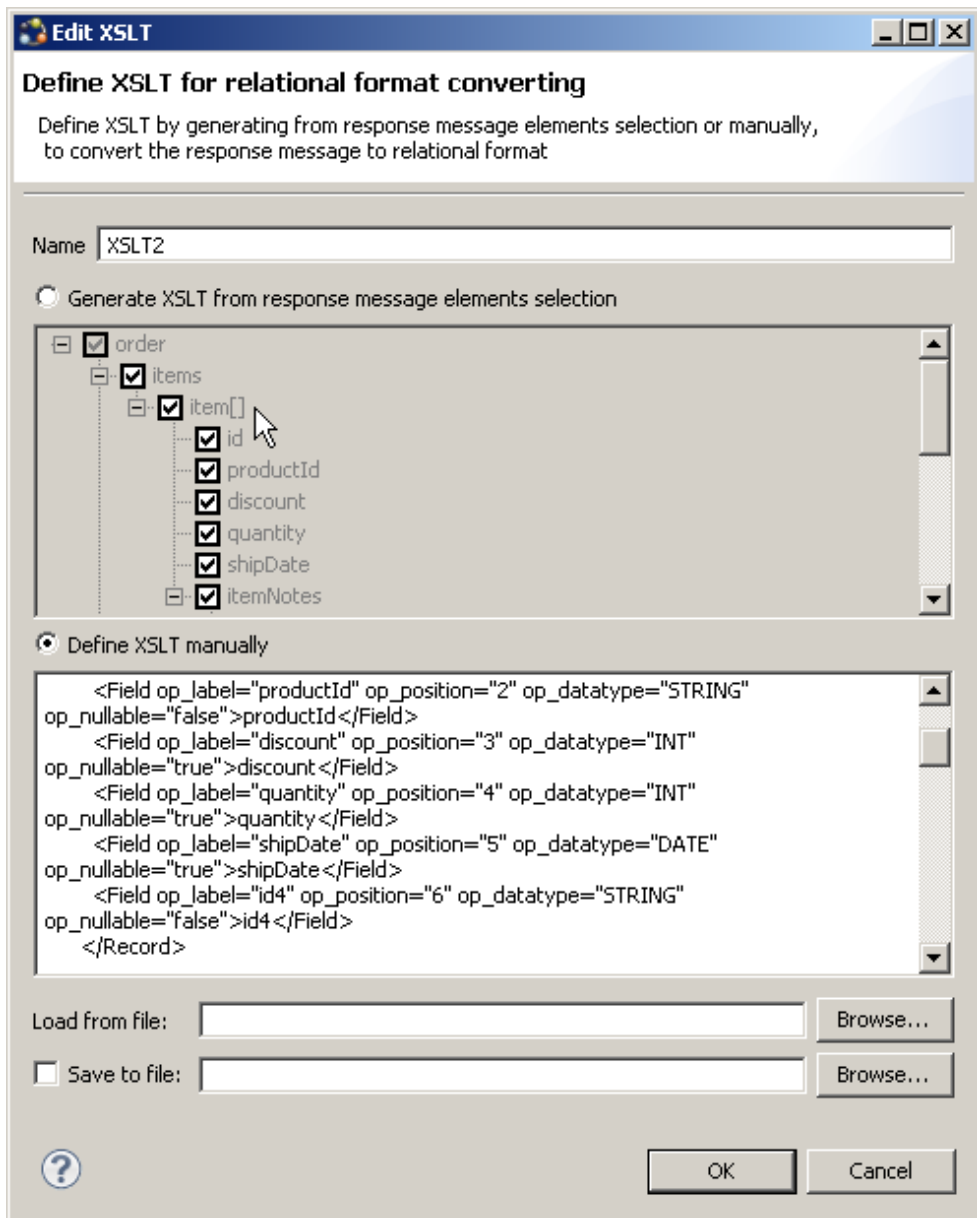 Edit XSLT
Define XSLT for relational format converting
Define XSLT by generating from response message elements selection or manually,
to convert the response message to relational format
Name XSLT2
Generate XSLT from response message elements selection
order
items
item[]
id
productId
discount
quantity
shipDate
itemNotes
Define XSLT manually
<Field op_label="productId" op_position="2" op_datatype="STRING"
op_nullable="false">productId</Field>
<Field op_label="discount" op_position="3" op_datatype="INT"
op_nullable="true">discount</Field>
<Field op_label="quantity" op_position="4" op_datatype="INT"
op_nullable="true">quantity</Field>
<Field op_label="shipDate" op_position="5" op_datatype="DATE"
op_nullable="true">shipDate</Field>
<Field op_label="id4" op_position="6" op_datatype="STRING"
op_nullable="false">id4</Field>
</Record>
Load from file: Browse...
Save to file: Browse...
? OK Cancel